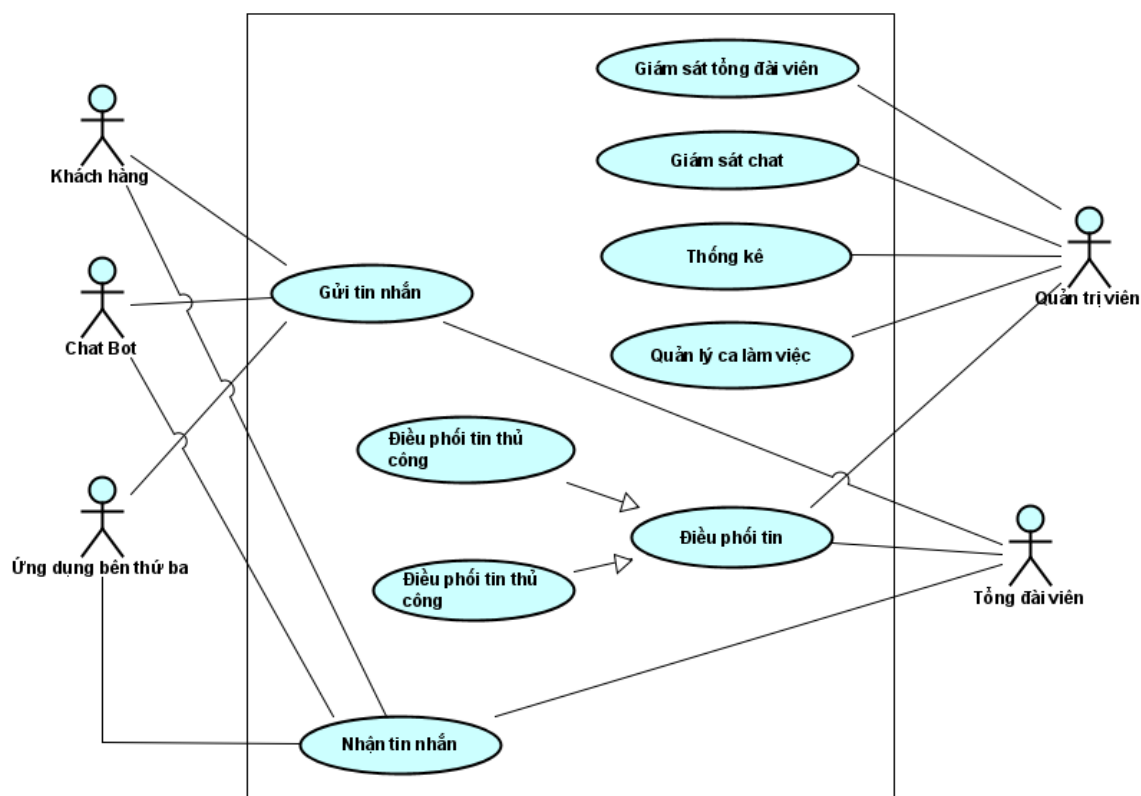 Giám sát tổng đài viên
Khách hàng
Giám sát chat
Thống kê
Quản trị viên
Gửi tin nhắn
Chat Bot
Quản lý ca làm việc
Điều phối tin thủ
công
Điều phối tin
Ứng dụng bên thứ ba
Điều phối tin thủ
công
Tổng đài viên
Nhận tin nhắn